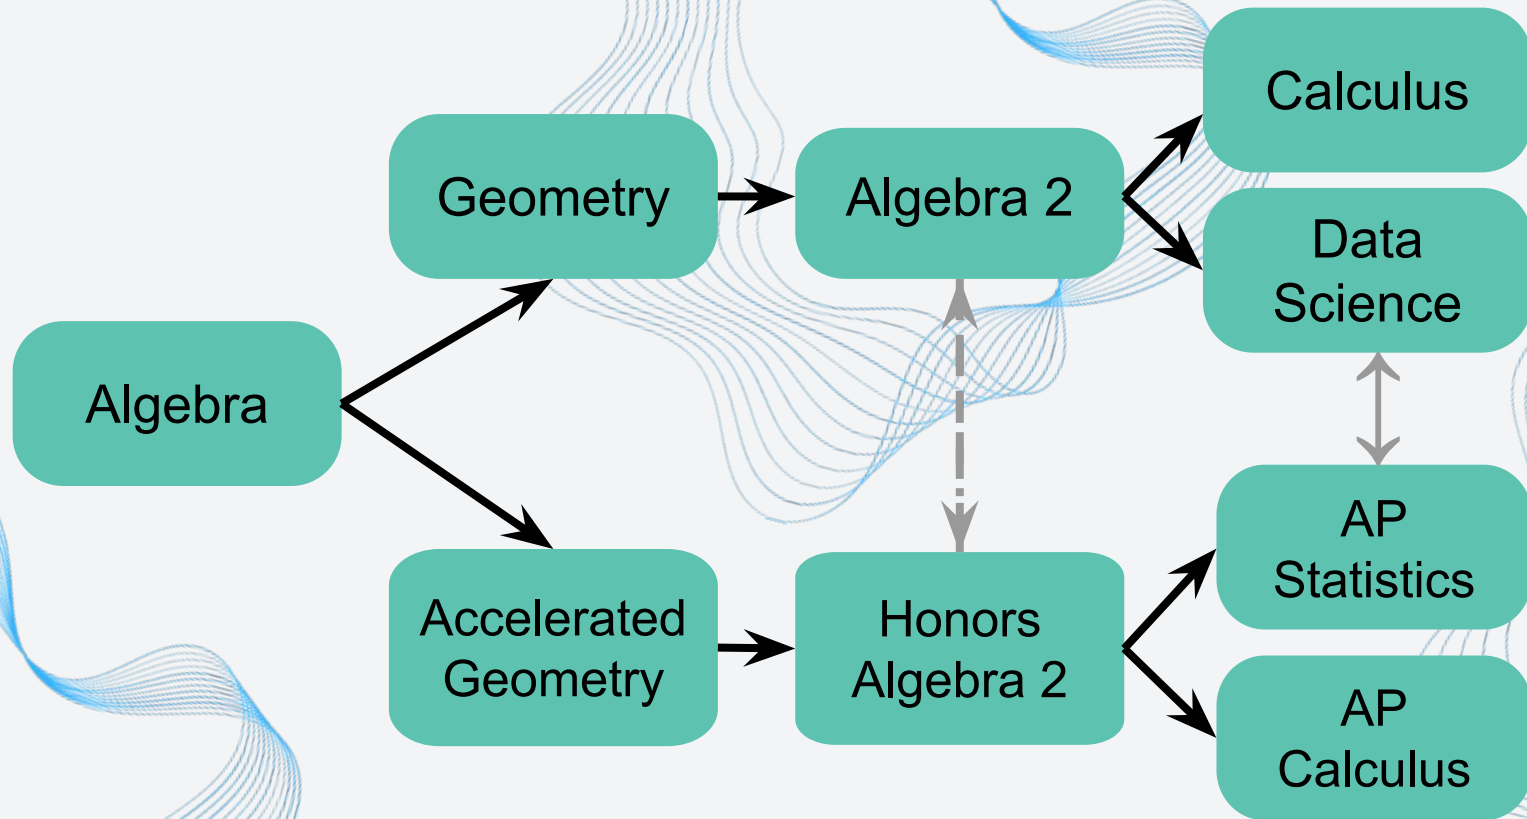 Calculus
Geometry
Algebra 2
Data
Science
Algebra
AP
Statistics
Accelerated
Geometry
Honors
Algebra 2
AP
Calculus